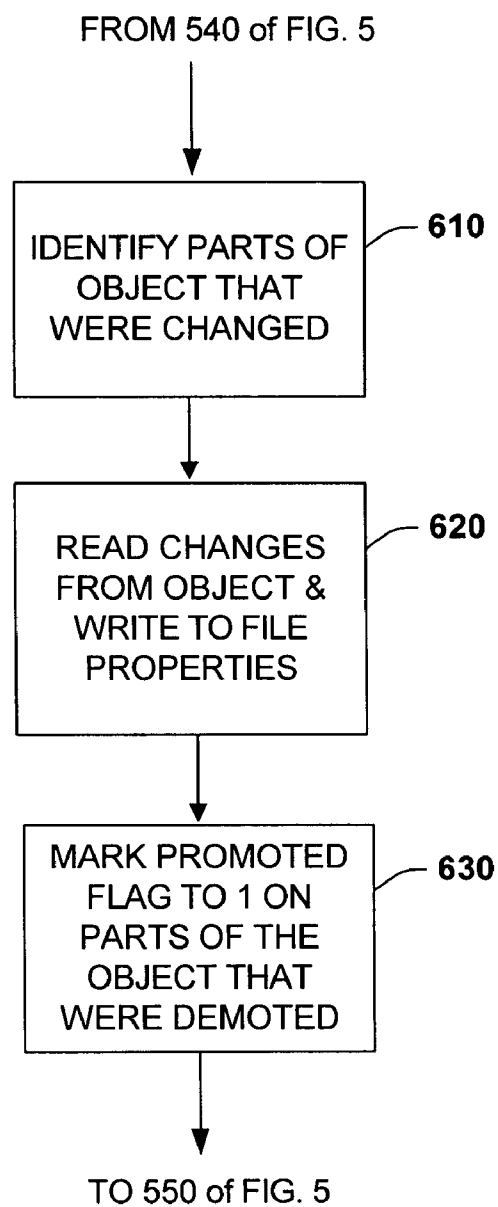 FROM 540 of FIG. 5
610
IDENTIFY PARTS OF
OBJECT THAT
WERE CHANGED
620
READ CHANGES
FROM OBJECT &
WRITE TO FILE
PROPERTIES
630
MARK PROMOTED
FLAG TO 1 ON
PARTS OF THE
OBJECT THAT
WERE DEMOTED
TO 550 of FIG. 5